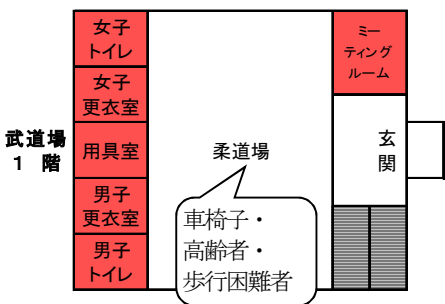 女子
トイレ
女子
更衣室
武道場
1 階
用具室
男子
更衣室
男子
トイレ
柔道場
車椅子・
高齢者・
歩行困難者
ミー
ティング
ルーム
玄
関